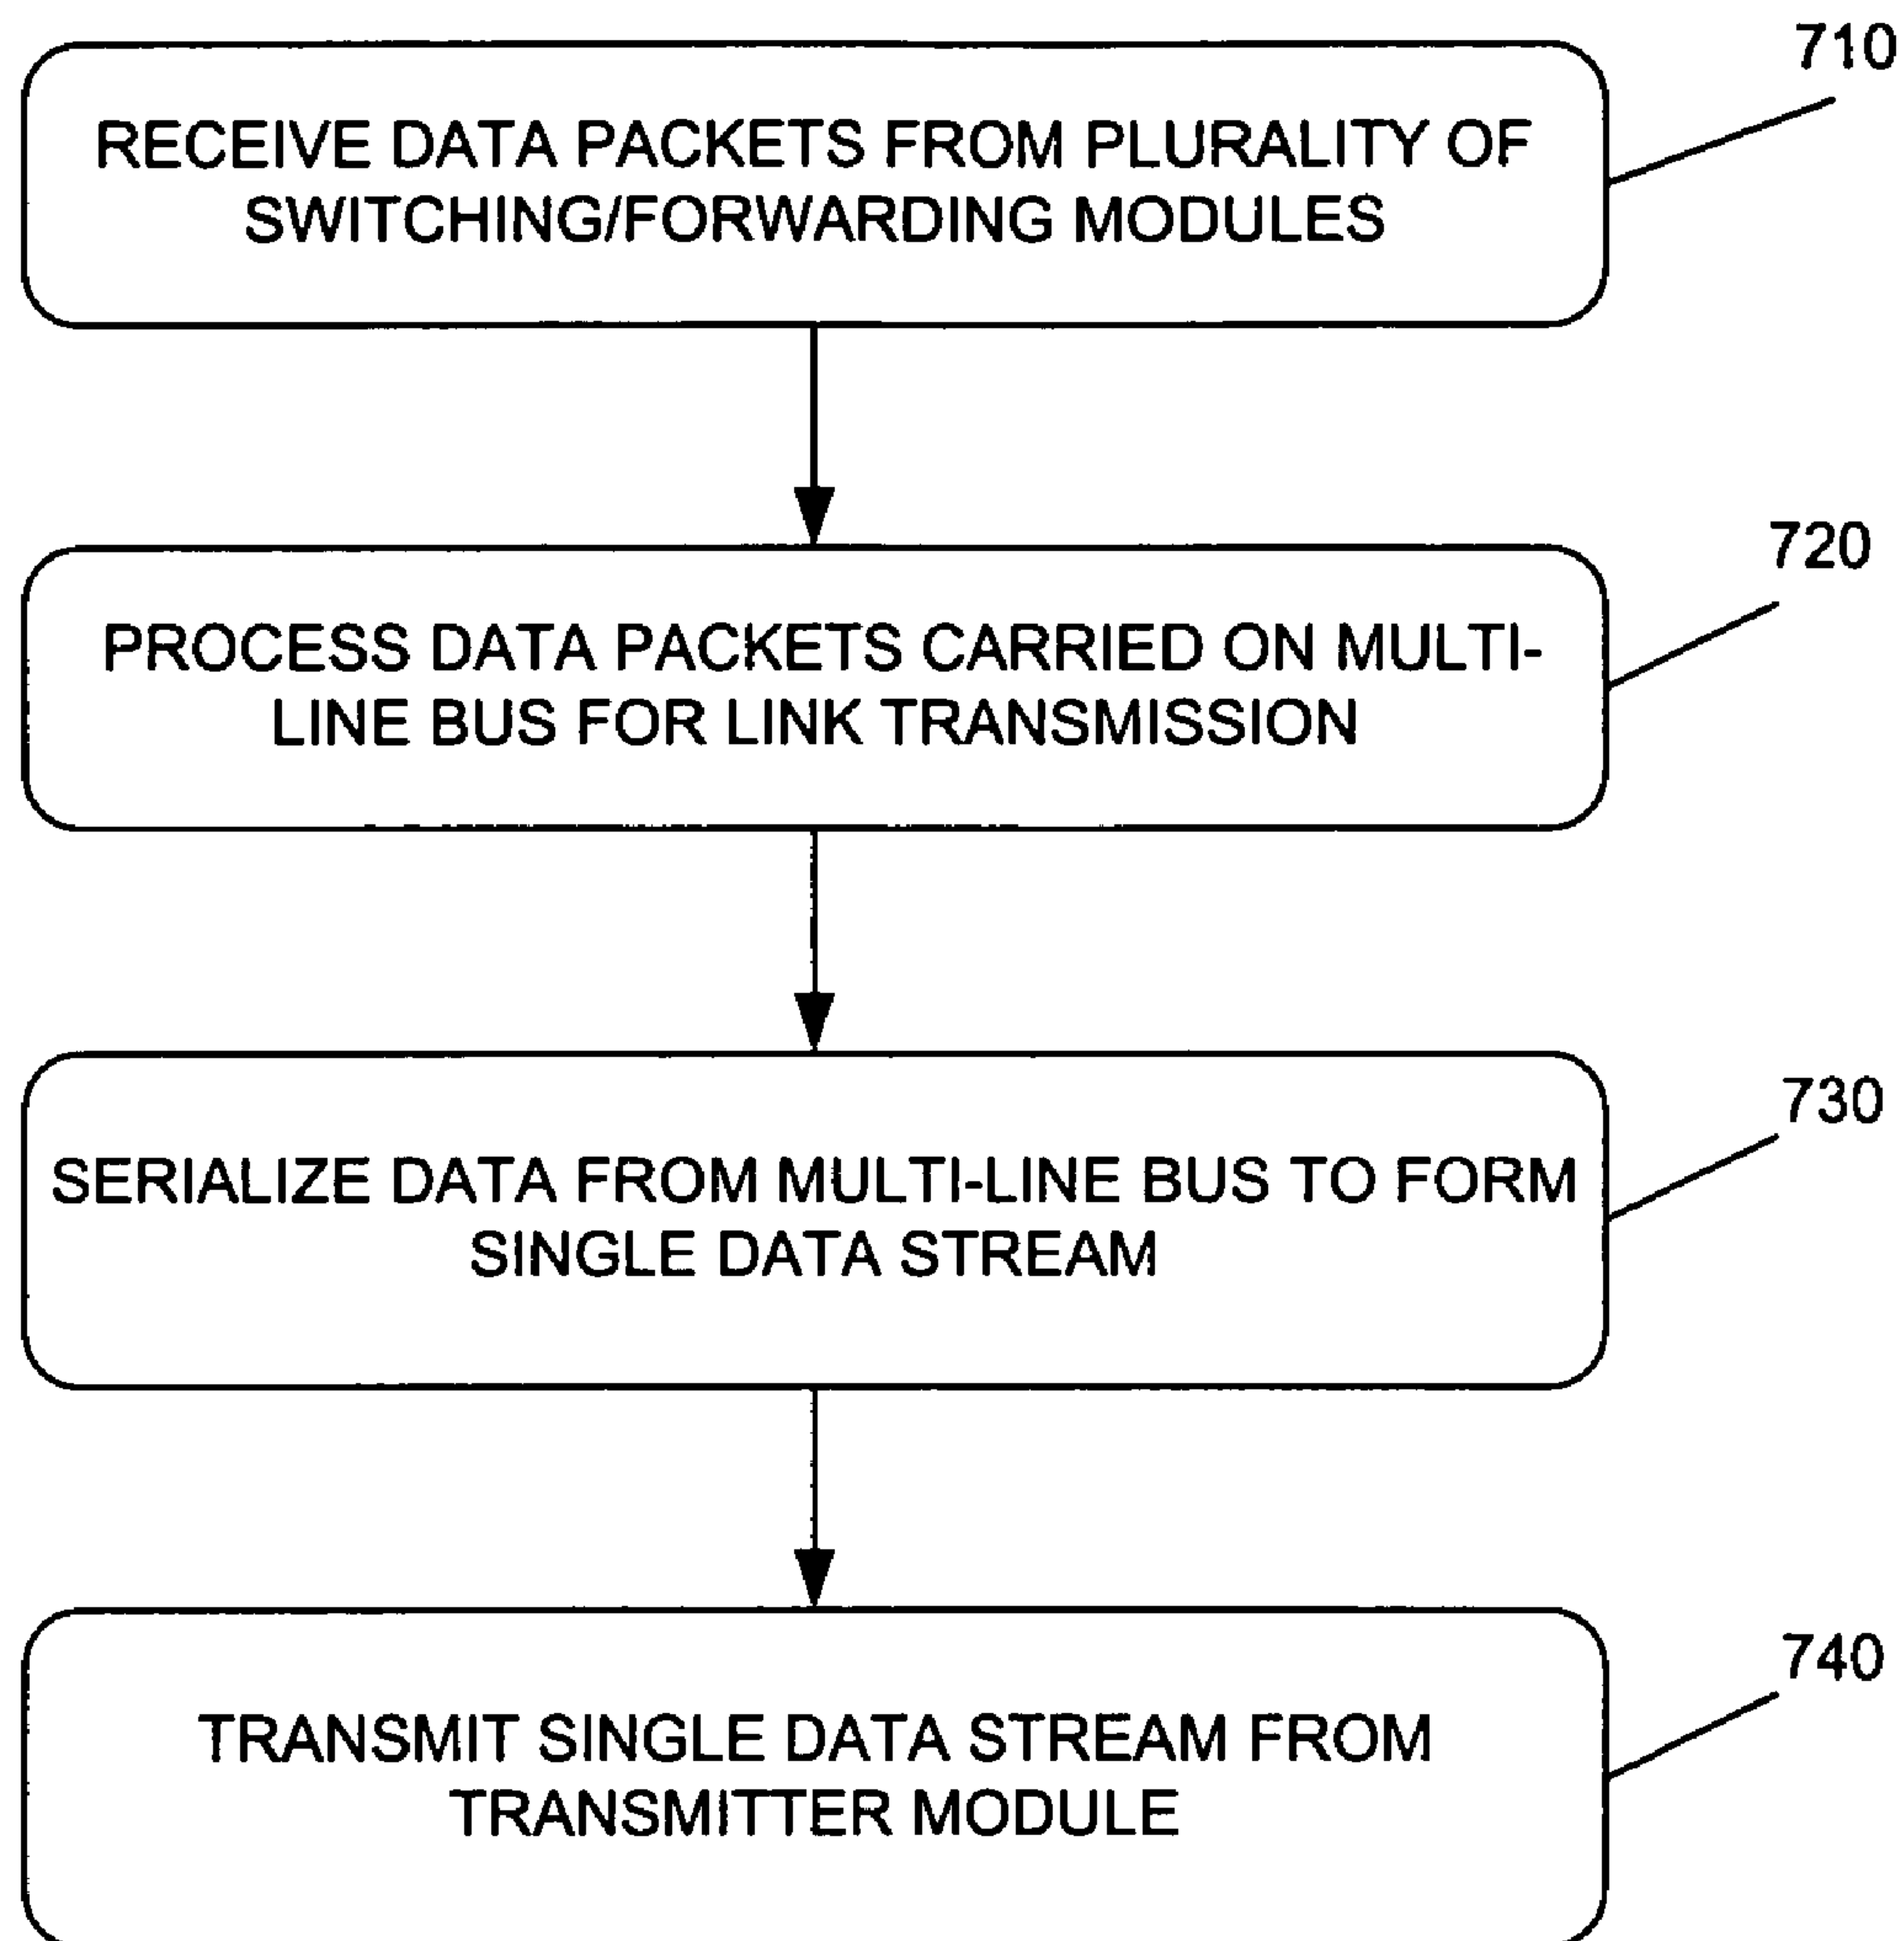 710
RECEIVE DATA PACKETS FROM PLURALITY OF
SWITCHING/FORWARDING MODULES
720
PROCESS DATA PACKETS CARRIED ON MULTI-
LINE BUS FOR LINK TRANSMISSION
730
SERIALIZE DATA FROM MULTI-LINE BUS TO FORM
SINGLE DATA STREAM
740
TRANSMIT SINGLE DATA STREAM FROM
TRANSMITTER MODULE